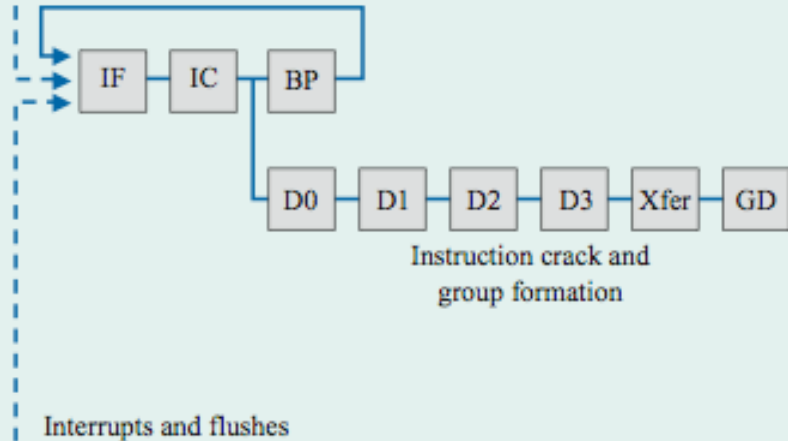 IF IC BP
D0 D1 D2 D3 Xfer GD
Instruction crack and
group formation
Interrupts and flushes